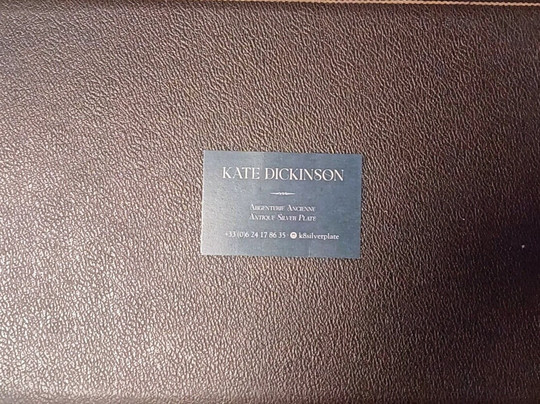 KATE DICKINSON
ARGENTERIE ANCIENNE
ANTIQUE SILVER PLATE
+33 (0)6 24 17 86 35 k8silverplate